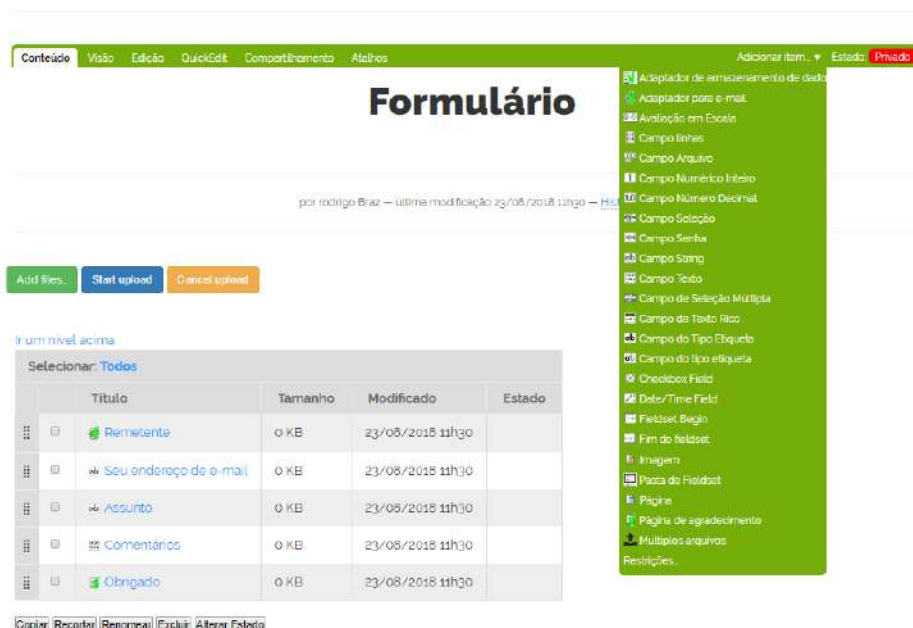 Conteúdo Visão Edição QuickEdit Compartilhamento Atalhos Adicionar item... Estado: Privado
Formulário
por rodrigo Braz — última modificação 23/08/2018 11h30 — Hist
Adaptador de armazenamento de dado
Adaptador para e-mail
Avaliação em Escala
Campo linhas
Campo Arquivo
Campo Numérico Inteiro
Campo Número Decimal
Campo Seleção
Campo Senha
Campo String
Campo Texto
Campo de Seleção Múltipla
Campo de Texto Rico
Campo do Tipo Etiqueta
Campo do tipo etiqueta
Checkbox Field
Date/Time Field
Fieldset Begin
Fim do fieldset
Imagem
Pasta do Fieldset
Página
Página de agradecimento
Multiplos arquivos
Restrições...
Add files... Start upload Cancel upload
Ir um nível acima
Selecionar: Todos
Título Tamanho Modificado Estado
Remetente 0 KB 23/08/2018 11h30
Seu endereço de e-mail 0 KB 23/08/2018 11h30
Assunto 0 KB 23/08/2018 11h30
Comentários 0 KB 23/08/2018 11h30
Obrigado 0 KB 23/08/2018 11h30
Copiar Recortar Renomear Excluir Alterar Estado